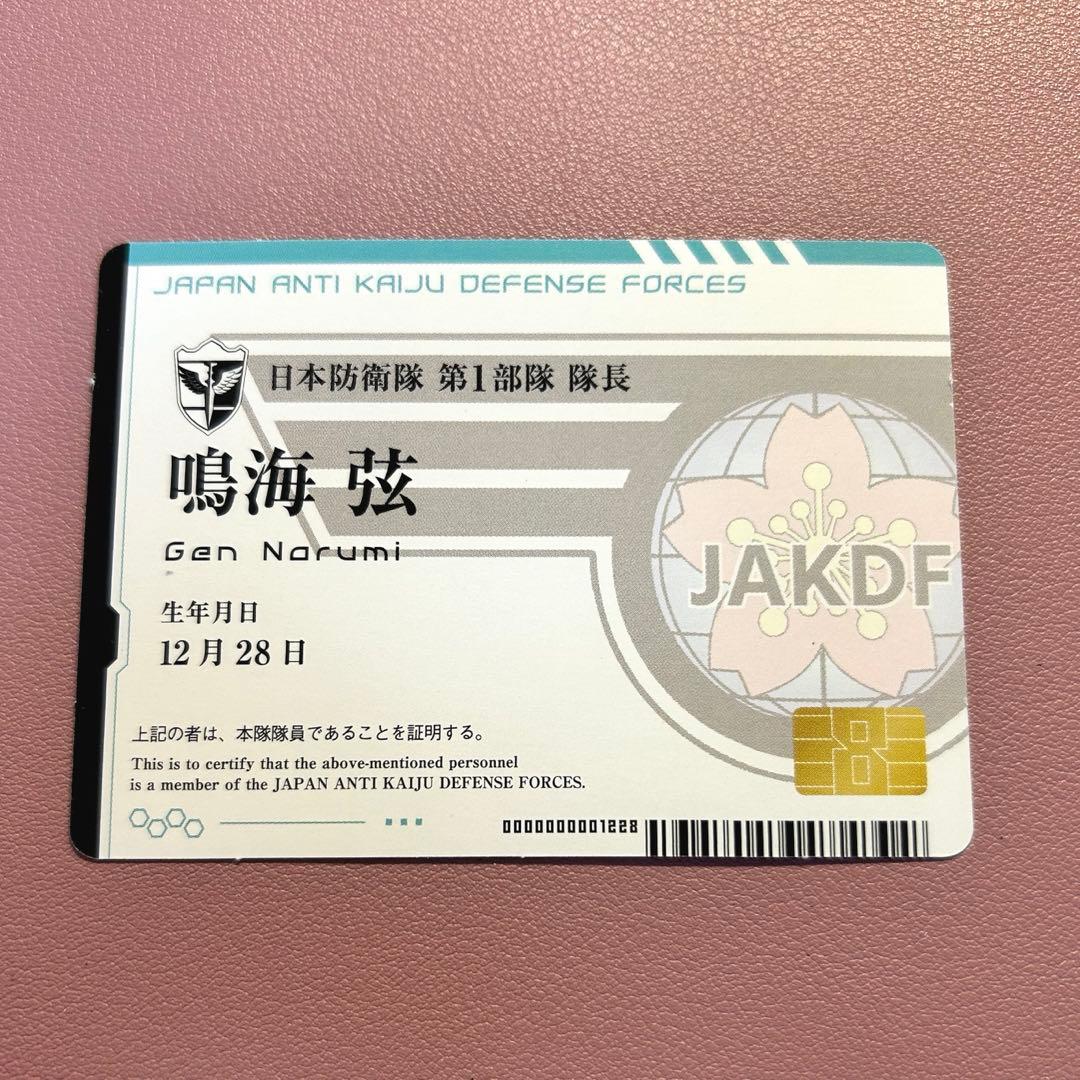 JAPAN ANTI KAIJU DEFENSE FORCES
日本防衛隊 第1部隊 隊長
鳴海 弦
Gen Narumi
JAKDF
生年月日
12月28日
8
上記の者は、本隊隊員であることを証明する。
This is to certify that the above-mentioned personnel
is a member of the JAPAN ANTI KAIJU DEFENSE FORCES.
0000000001228